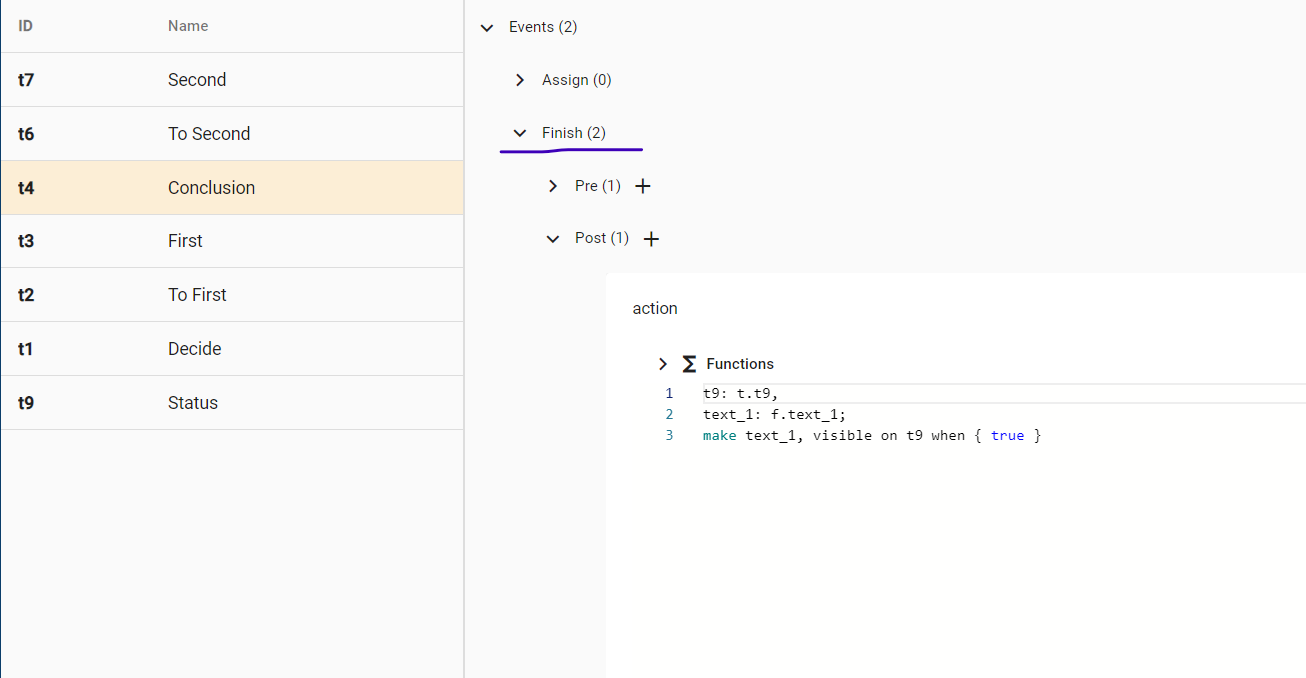 ID Name
t7 Second
t6 To Second
t4 Conclusion
t3 First
t2 To First
t1 Decide
t9 Status
Events (2)
Assign (0)
Finish (2)
Pre (1) +
Post (1) +
action
Σ Functions
1 t9: t.t9,
2 text_1: f.text_1;
3 make text_1, visible on t9 when { true }